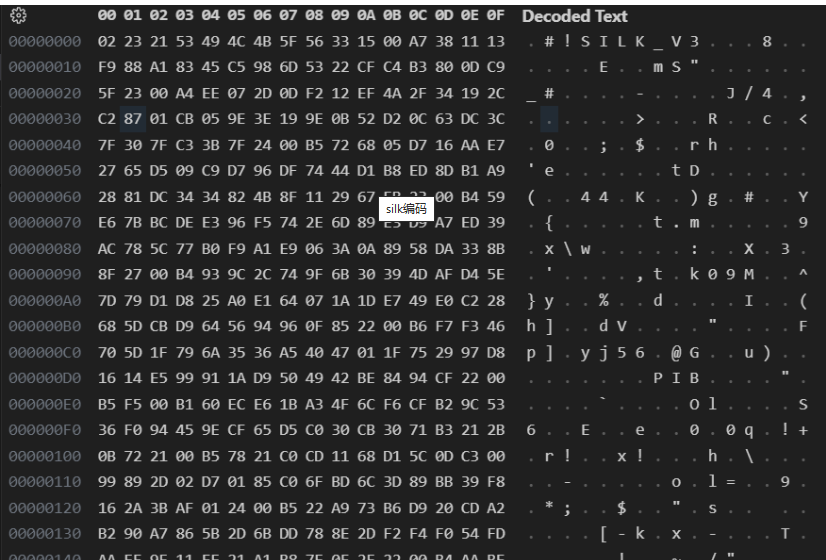 00 01 02 03 04 05 06 07 08 09 0A 0B 0C 0D 0E 0F Decoded Text
00000000 02 23 21 53 49 4C 4B 5F 56 33 15 00 A7 38 11 13 . # ! S I L K _ V 3 . . . 8 . .
00000010 F9 88 A1 83 45 C5 98 6D 53 22 CF C4 B3 80 0D C9 . . . . E . . m S " . . . . . .
00000020 5F 23 00 A4 EE 07 2D 0D F2 12 EF 4A 2F 34 19 2C _ # . . . . - . . . . J / 4 . ,
00000030 C2 87 01 CB 05 9E 3E 19 9E 0B 52 D2 0C 63 DC 3C . . . . . . > . . . R . . c . <
00000040 7F 30 7F C3 3B 7F 24 00 B5 72 68 05 D7 16 AA E7 . 0 . . ; . $ . . r h . . . . .
00000050 27 65 D5 09 C9 D7 96 DF 74 44 D1 B8 ED 8D B1 A9 ' e . . . . . . t D . . . . . .
00000060 28 81 DC 34 34 82 4B 8F 11 29 67 00 B4 59 ( . . 4 4 . K . . ) g . # . . Y
00000070 E6 7B BC DE E3 96 F5 74 2E 6D 89 E3 D9 A7 ED 39 . { . . . . . t . m . . . . . 9
00000080 AC 78 5C 77 B0 F9 A1 E9 06 3A 0A 89 58 DA 33 8B . x \ w . . . . . : . . X . 3 .
00000090 8F 27 00 B4 93 9C 2C 74 9F 6B 30 39 4D AF D4 5E . ' . . . . , t . k 0 9 M . . ^
000000A0 7D 79 D1 D8 25 A0 E1 64 07 1A 1D E7 49 E0 C2 28 } y . . % . . d . . . . I . . (
000000B0 68 5D CB D9 64 56 94 96 0F 85 22 00 B6 F7 F3 46 h ] . . d V . . . . " . . . . F
000000C0 70 5D 1F 79 6A 35 36 A5 40 47 01 1F 75 29 97 D8 p ] . y j 5 6 . @ G . . u ) . .
000000D0 16 14 E5 99 91 1A D9 50 49 42 BE 84 94 CF 22 00 . . . . . . . P I B . . . . " .
000000E0 B5 F5 00 B1 60 EC E6 1B A3 4F 6C F6 CF B2 9C 53 . . . . ` . . . . O l . . . . S
000000F0 36 F0 94 45 9E CF 65 D5 C0 30 CB 30 71 B3 21 2B 6 . . E . . e . . 0 . 0 q . ! +
00000100 0B 72 21 00 B5 78 21 C0 CD 11 68 D1 5C 0D C3 00 . r ! . . x ! . . . h . \ . . .
00000110 99 89 2D 02 D7 01 85 C0 6F BD 6C 3D 89 BB 39 F8 . . - . . . . . o . l = . . 9 .
00000120 16 2A 3B AF 01 24 00 B5 22 A9 73 B6 D9 20 CD A2 . * ; . . $ . . " . s . . . .
00000130 B2 90 A7 86 5B 2D 6B DD 78 8E 2D F2 F4 F0 54 FD . . . . [ - k . x . - . . . T .
silk编码